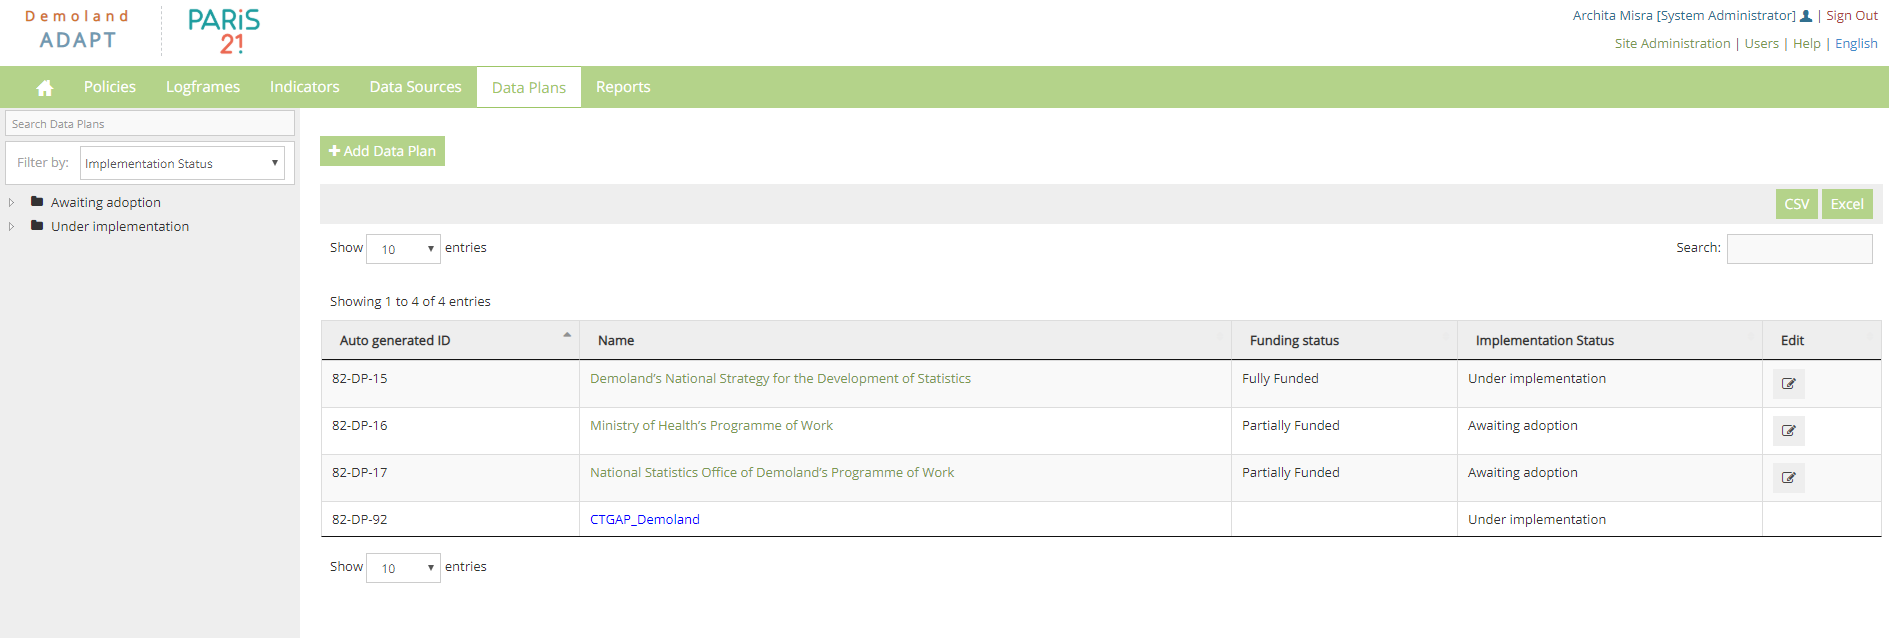 Demoland
ADAPT
PARiS
21
Archita Misra [System Administrator] | Sign Out
Site Administration | Users | Help | English
Policies Logframes Indicators Data Sources Data Plans Reports
Search Data Plans
Filter by: Implementation Status
Awaiting adoption
Under implementation
Add Data Plan
CSV Excel
Show 10 entries
Search:
Showing 1 to 4 of 4 entries
Auto generated ID Name Funding status Implementation Status Edit
82-DP-15 Demoland’s National Strategy for the Development of Statistics Fully Funded Under implementation
82-DP-16 Ministry of Health’s Programme of Work Partially Funded Awaiting adoption
82-DP-17 National Statistics Office of Demoland’s Programme of Work Partially Funded Awaiting adoption
82-DP-92 CTGAP_Demoland Under implementation
Show 10 entries